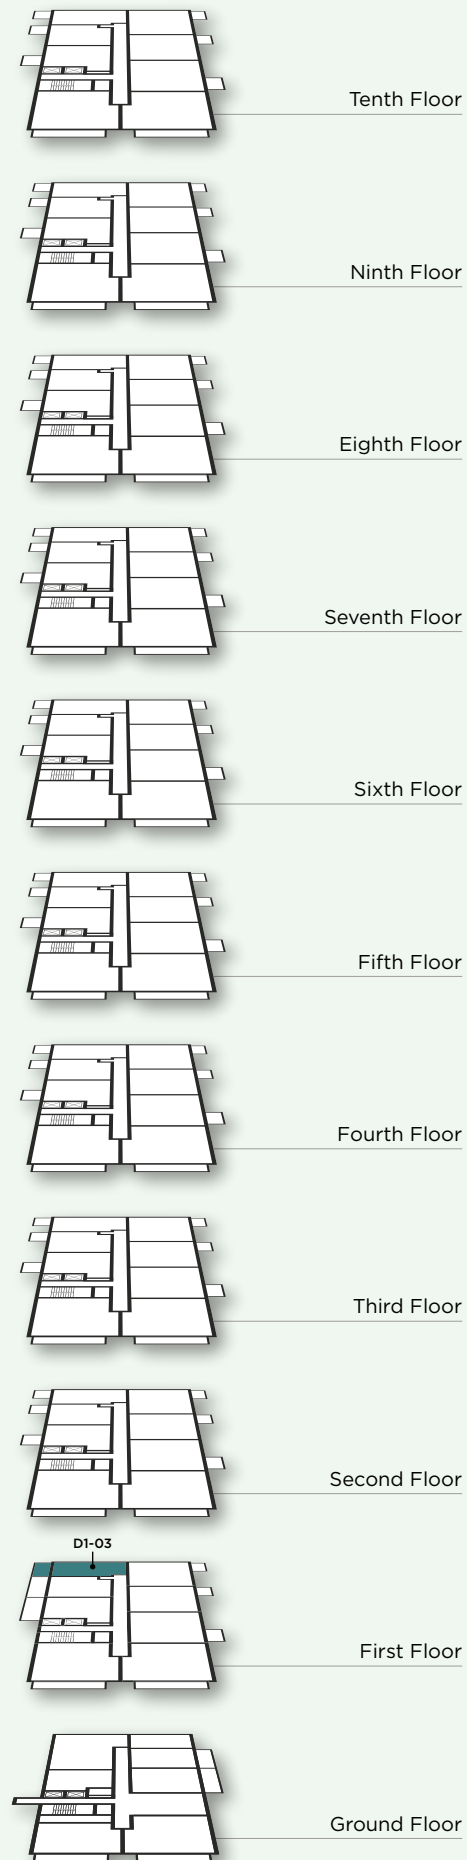 Tenth Floor
Ninth Floor
Eighth Floor
Seventh Floor
Sixth Floor
Fifth Floor
Fourth Floor
Third Floor
Second Floor
D1-03
First Floor
Ground Floor